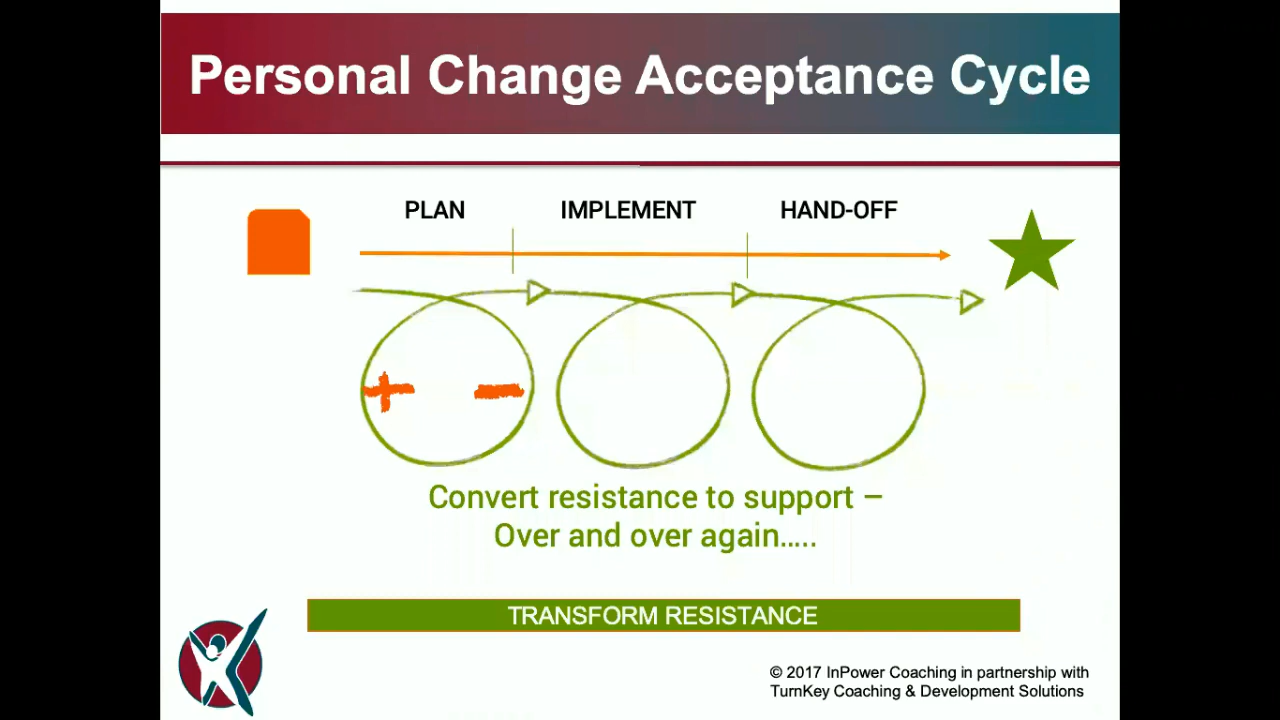 Personal Change Acceptance Cycle
PLAN IMPLEMENT HAND-OFF
+ –
Convert resistance to support –
Over and over again.....
TRANSFORM RESISTANCE
© 2017 InPower Coaching in partnership with
TurnKey Coaching & Development Solutions